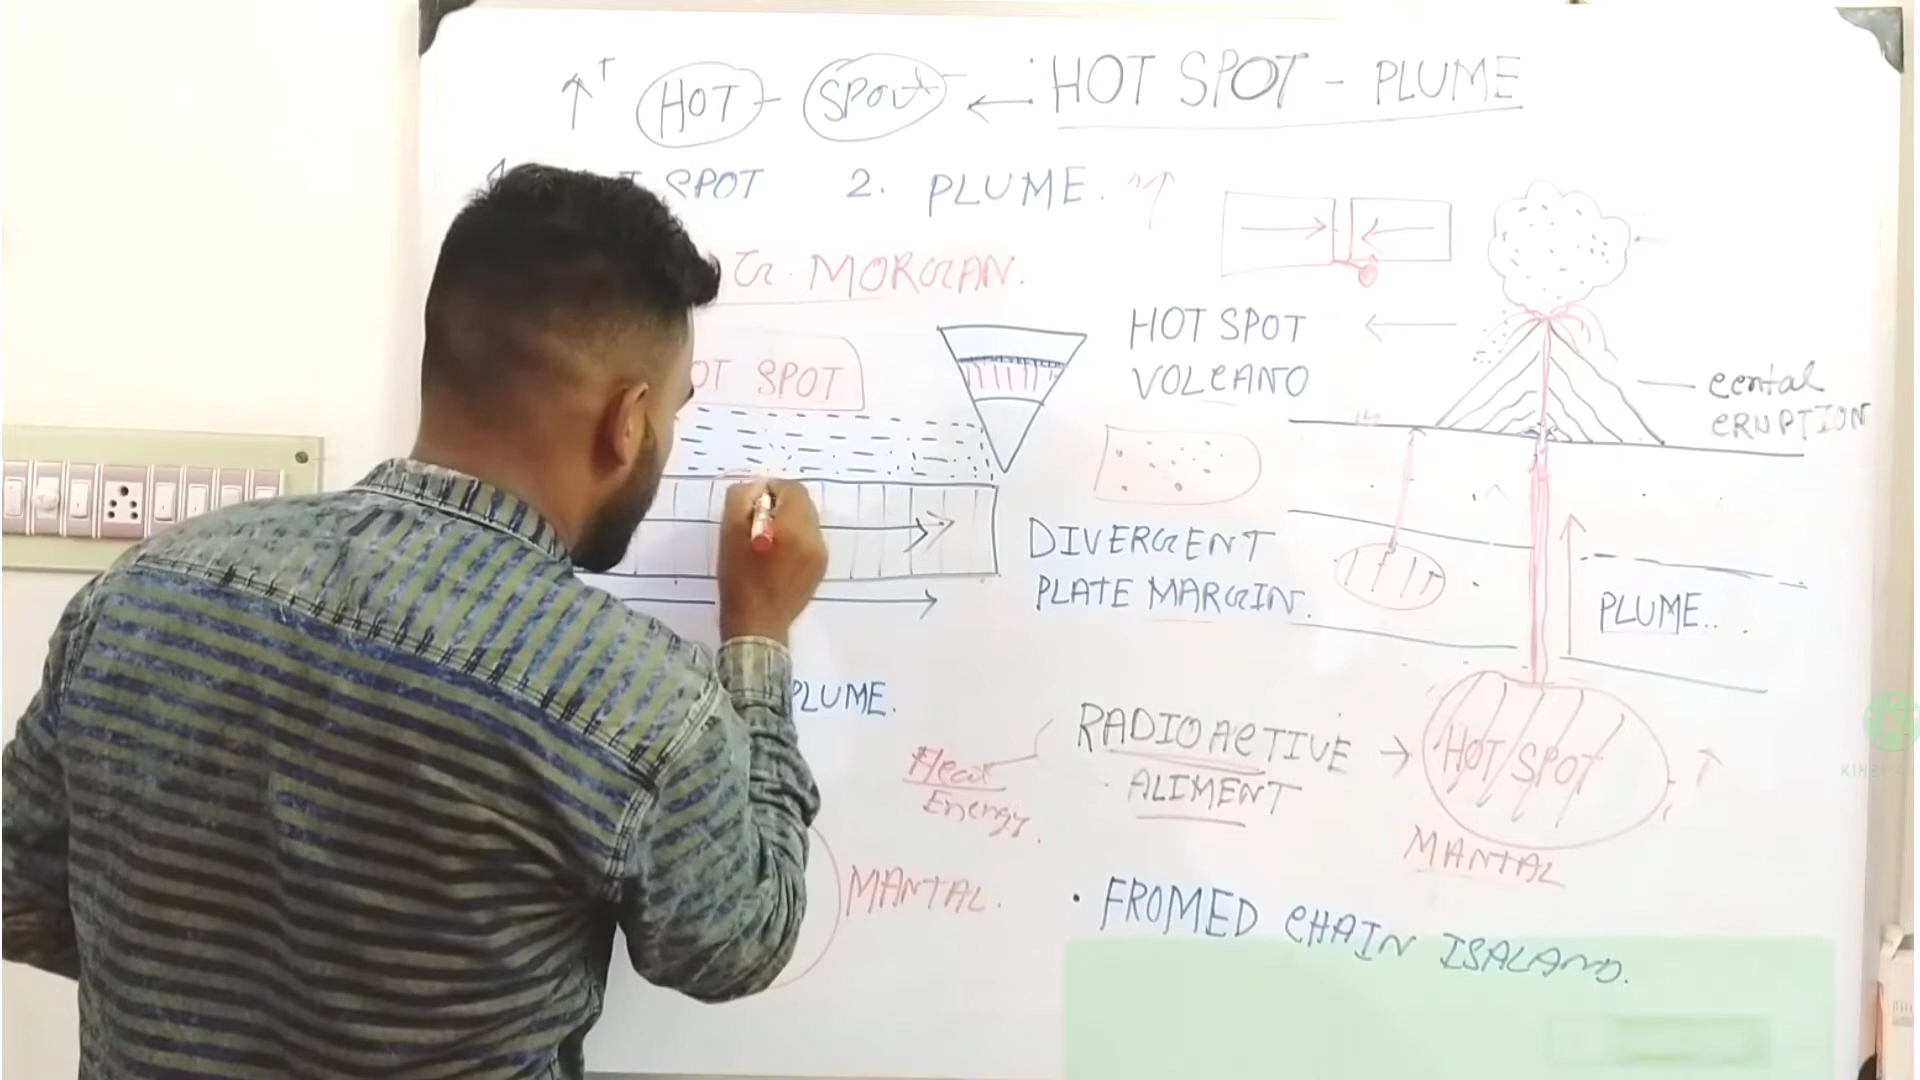 HOT - SPOT ← HOT SPOT - PLUME
SPOT 2. PLUME.
G. MORGAN.
OT SPOT
HOT SPOT
VOLCANO
cental
ERUPTION
DIVERGENT
PLATE MARGIN.
PLUME...
PLUME.
RADIOACTIVE →
ALIMENT
HOT SPOT
Heat
Energy.
MANTAL
MANTAL.
• FROMED CHAIN ISALAND.